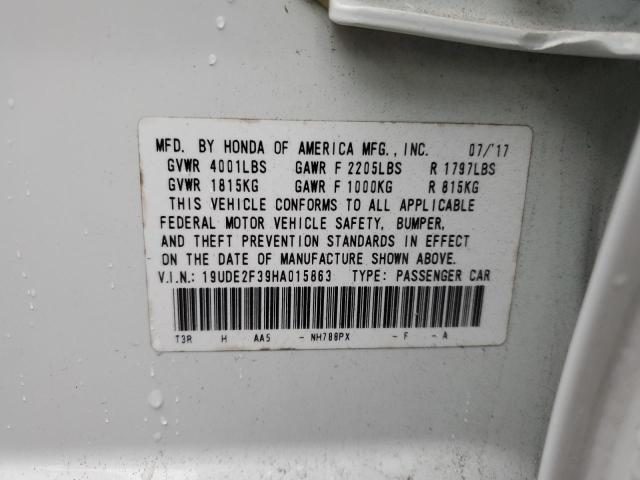 MFD. BY HONDA OF AMERICA MFG., INC. 07/'17
GVWR 4001LBS GAWR F 2205LBS R 1797LBS
GVWR 1815KG GAWR F 1000KG R 815KG
THIS VEHICLE CONFORMS TO ALL APPLICABLE
FEDERAL MOTOR VEHICLE SAFETY, BUMPER,
AND THEFT PREVENTION STANDARDS IN EFFECT
ON THE DATE OF MANUFACTURE SHOWN ABOVE.
V.I.N.: 19UDE2F39HA015863 TYPE: PASSENGER CAR
T3R H AA5 - NH788PX - F - A